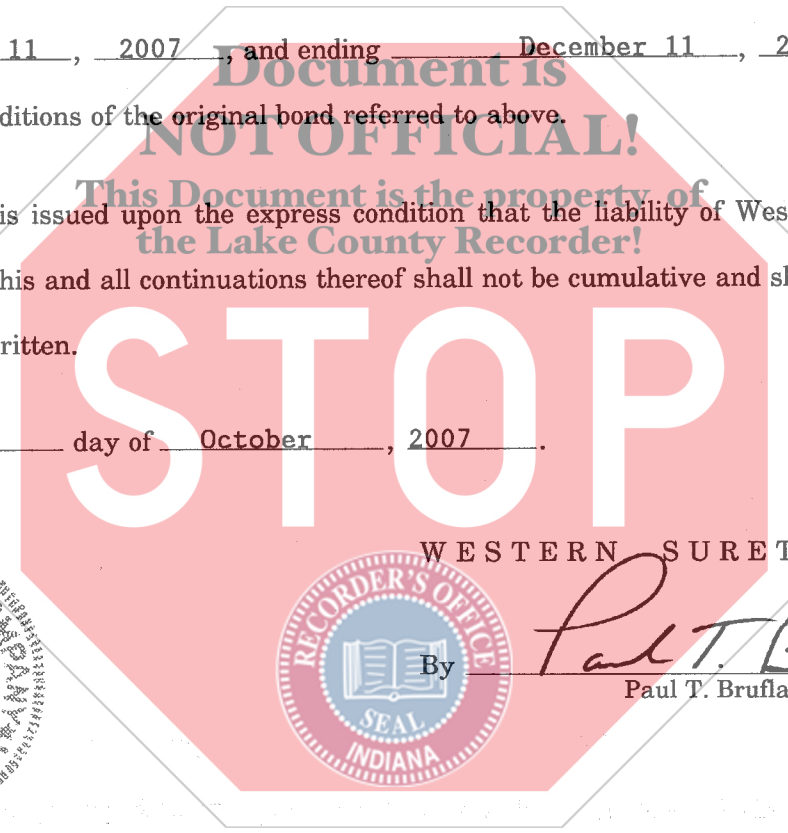 11 , 2007 , and ending December 11 , 2
Document is
ditions of the original bond referred to above.
NOT OFFICIAL!
This Document is the property of
is issued upon the express condition that the liability of Wes
the Lake County Recorder!
his and all continuations thereof shall not be cumulative and sh
ritten.
STOP
day of October , 2007 .
WESTERN SURET
RECORDER'S OFFICE
SEAL
INDIANA
Paul T. B
By
Paul T. Brufla